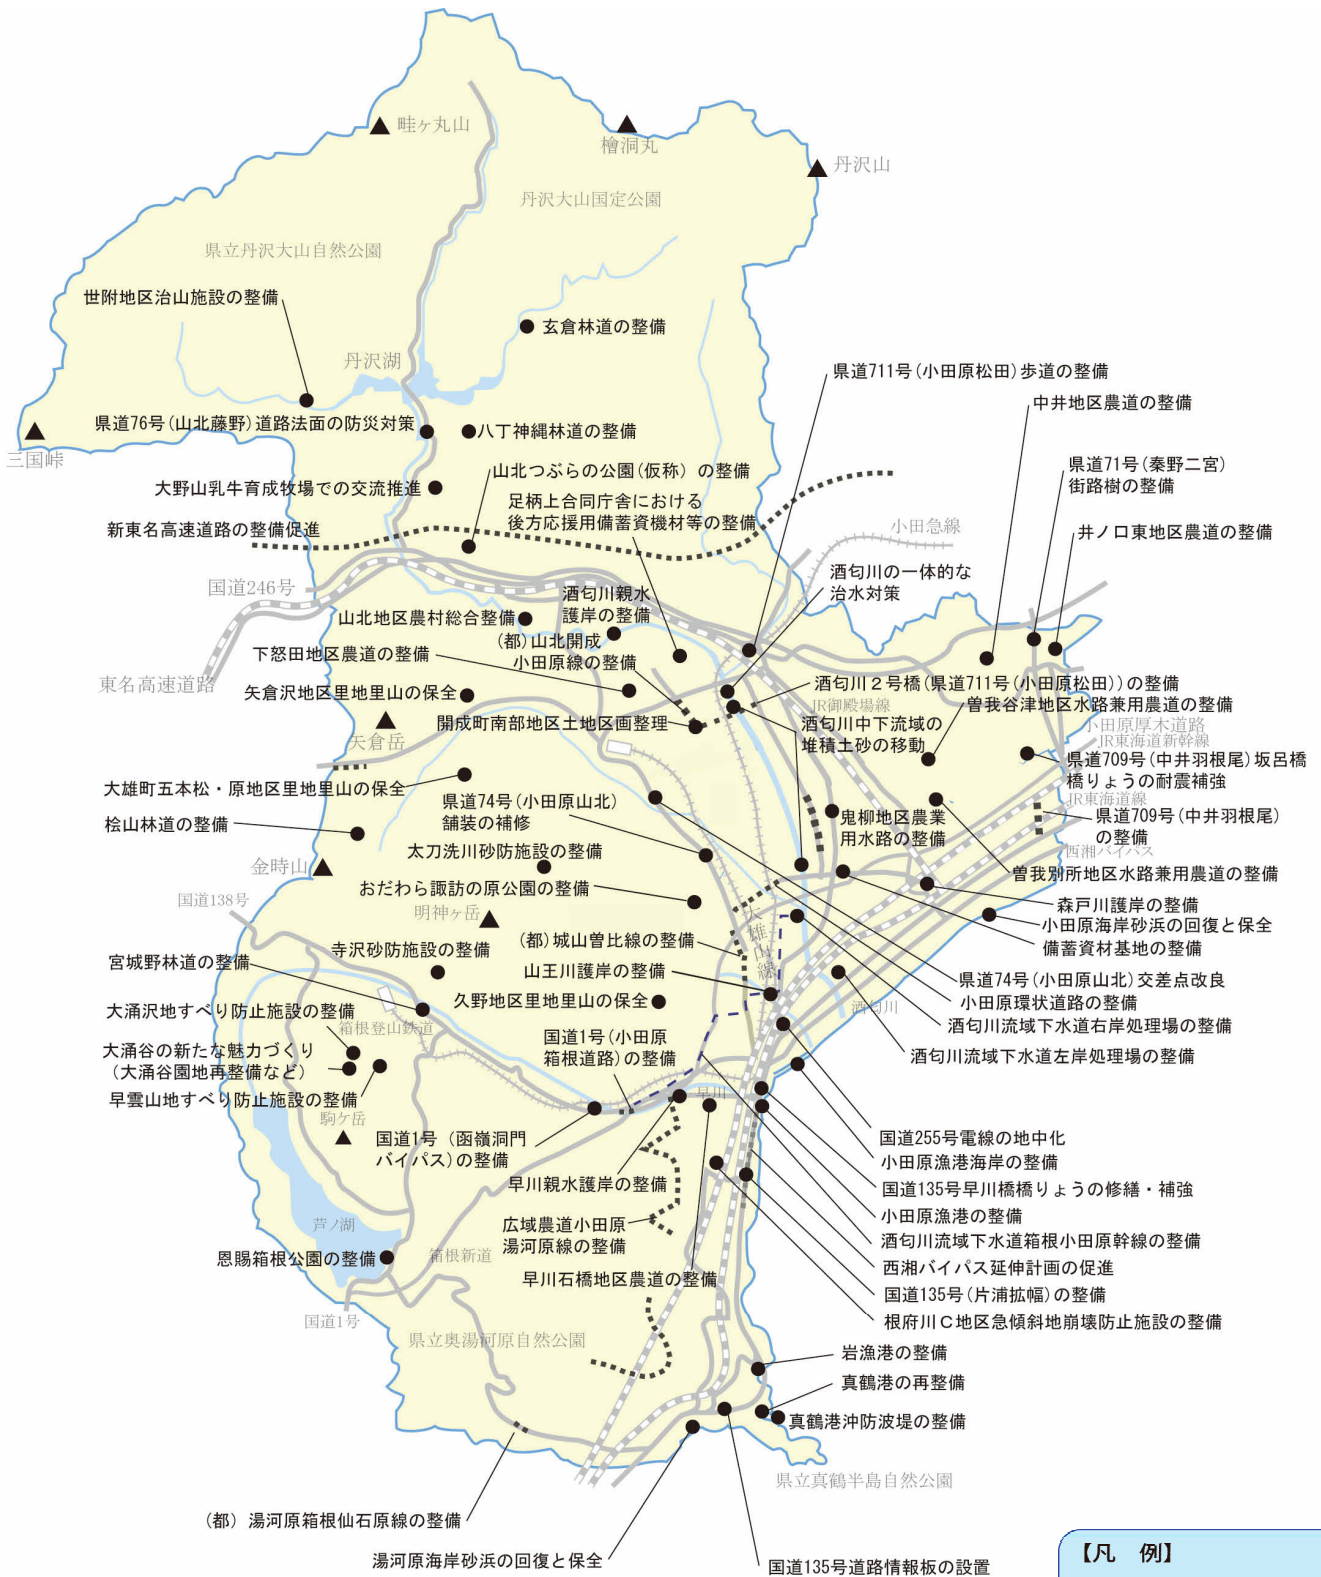 畦ヶ丸山
檜洞丸
丹沢山
丹沢大山国定公園
県立丹沢大山自然公園
世附地区治山施設の整備
玄倉林道の整備
丹沢湖
県道711号(小田原松田)歩道の整備
中井地区農道の整備
県道76号(山北藤野)道路法面の防災対策
八丁神縄林道の整備
三国峠
県道71号(秦野二宮)
街路樹の整備
山北つぶらの公園(仮称)の整備
大野山乳牛育成牧場での交流推進
足柄上合同庁舎における
後方応援用備蓄資機材等の整備
新東名高速道路の整備促進
小田急線
井ノ口東地区農道の整備
国道246号
酒匂川の一体的な
治水対策
酒匂川親水
護岸の整備
山北地区農村総合整備
(都)山北開成
小田原線の整備
下怒田地区農道の整備
東名高速道路
矢倉沢地区里地里山の保全
酒匂川2号橋(県道711号(小田原松田))の整備
JR御殿場線
曽我谷津地区水路兼用農道の整備
開成町南部地区土地区画整理
酒匂川中下流域の
堆積土砂の移動
小田原厚木道路
JR東海道新幹線
矢倉岳
県道709号(中井羽根尾)坂呂橋
橋りょうの耐震補強
大雄町五本松・原地区里地里山の保全
JR東海道線
県道74号(小田原山北)
舗装の補修
鬼柳地区農業
用水路の整備
県道709号(中井羽根尾)
の整備
桧山林道の整備
太刀洗川砂防施設の整備
西湘バイパス
金時山
曽我別所地区水路兼用農道の整備
おだわら諏訪の原公園の整備
国道138号
明神ヶ岳
大雄山線
森戸川護岸の整備
小田原海岸砂浜の回復と保全
(都)城山曽比線の整備
備蓄資材基地の整備
寺沢砂防施設の整備
宮城野林道の整備
山王川護岸の整備
県道74号(小田原山北)交差点改良
久野地区里地里山の保全
小田原環状道路の整備
大涌沢地すべり防止施設の整備
酒匂川
箱根登山鉄道
酒匂川流域下水道右岸処理場の整備
国道1号(小田原
箱根道路)の整備
大涌谷の新たな魅力づくり
(大涌谷園地再整備など)
酒匂川流域下水道左岸処理場の整備
早雲山地すべり防止施設の整備
早川
駒ケ岳
国道1号(函嶺洞門
バイパス)の整備
国道255号電線の地中化
小田原漁港海岸の整備
早川親水護岸の整備
国道135号早川橋橋りょうの修繕・補強
小田原漁港の整備
芦ノ湖
広域農道小田原
湯河原線の整備
酒匂川流域下水道箱根小田原幹線の整備
恩賜箱根公園の整備
箱根新道
西湘バイパス延伸計画の促進
早川石橋地区農道の整備
国道135号(片浦拡幅)の整備
国道1号
根府川C地区急傾斜地崩壊防止施設の整備
県立奥湯河原自然公園
岩漁港の整備
真鶴港の再整備
真鶴港沖防波堤の整備
県立真鶴半島自然公園
(都)湯河原箱根仙石原線の整備
湯河原海岸砂浜の回復と保全
国道135号道路情報板の設置
【凡 例】